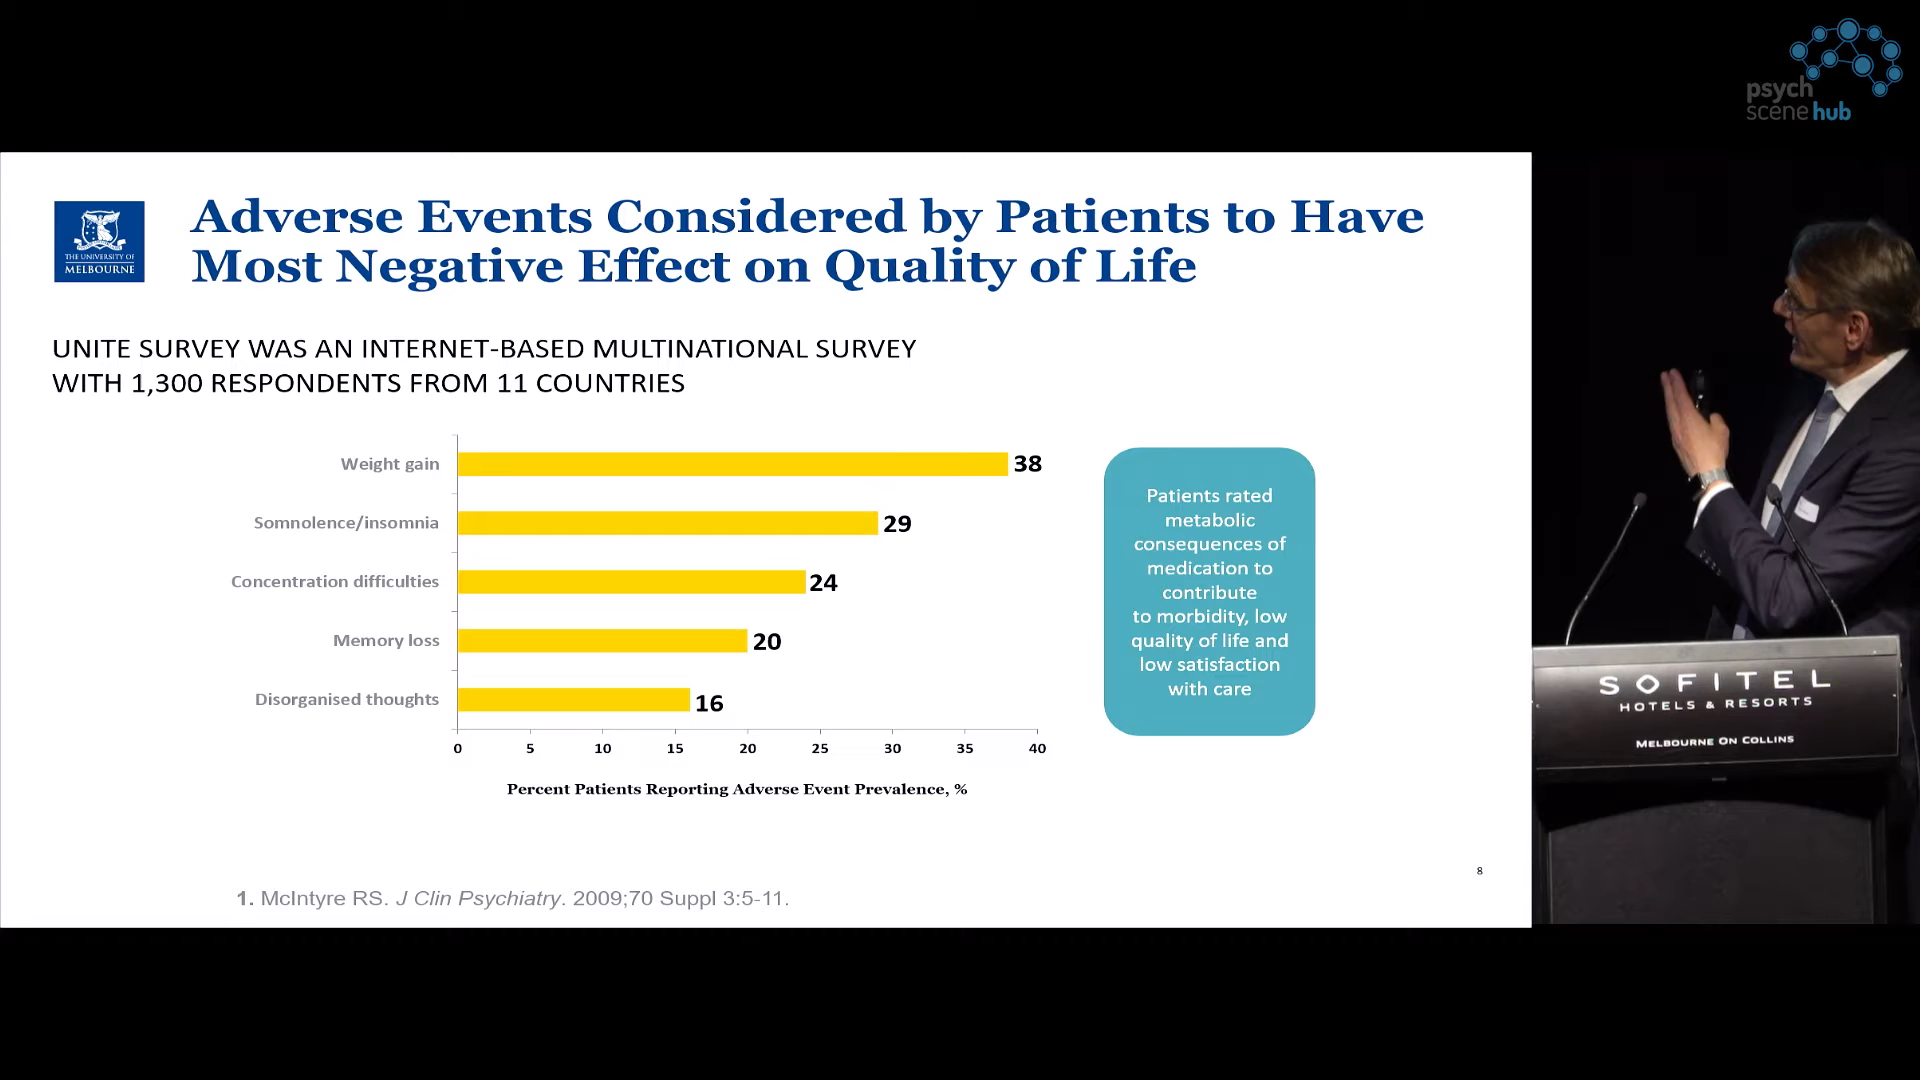 psych
scene hub
THE UNIVERSITY OF
MELBOURNE
Adverse Events Considered by Patients to Have
Most Negative Effect on Quality of Life
UNITE SURVEY WAS AN INTERNET-BASED MULTINATIONAL SURVEY
WITH 1,300 RESPONDENTS FROM 11 COUNTRIES
Weight gain 38
Somnolence/insomnia 29
Concentration difficulties 24
Memory loss 20
Disorganised thoughts 16
0 5 10 15 20 25 30 35 40
Percent Patients Reporting Adverse Event Prevalence, %
Patients rated
metabolic
consequences of
medication to
contribute
to morbidity, low
quality of life and
low satisfaction
with care
8
1. McIntyre RS. J Clin Psychiatry. 2009;70 Suppl 3:5-11.
SOFITEL
HOTELS & RESORTS
MELBOURNE ON COLLINS